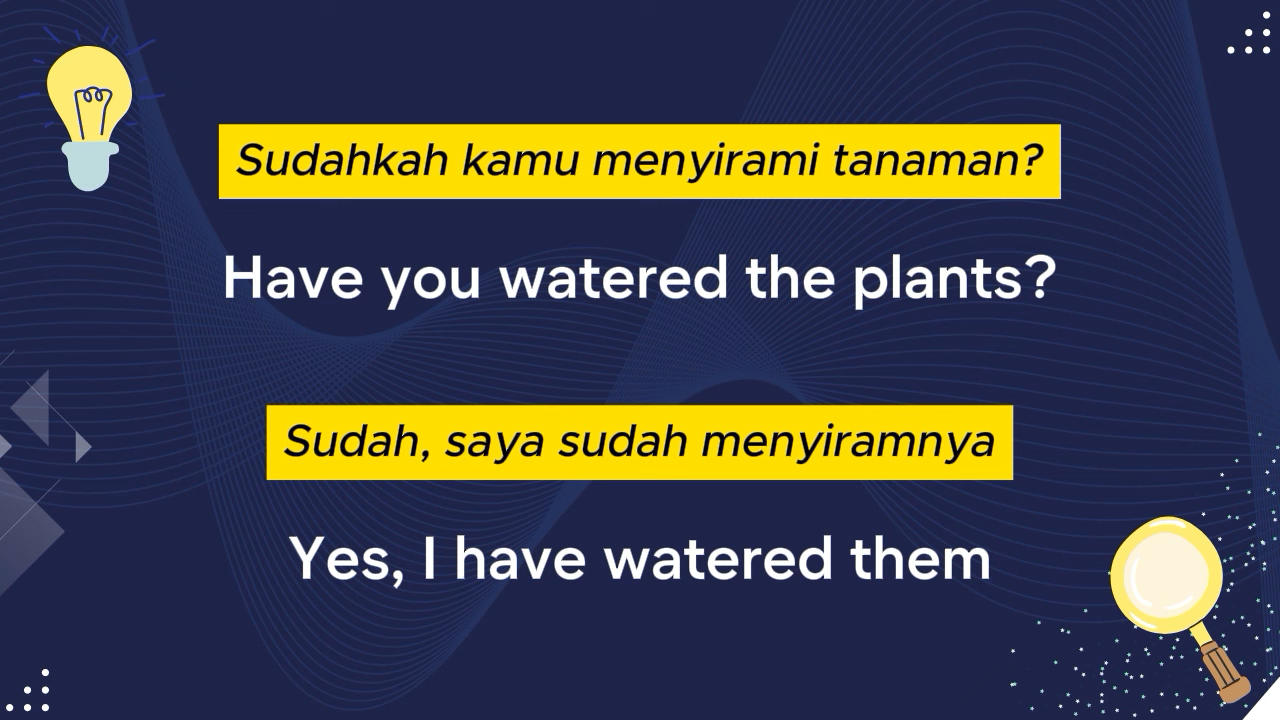 Sudahkah kamu menyirami tanaman?
Have you watered the plants?
Sudah, saya sudah menyiramnya
Yes, I have watered them